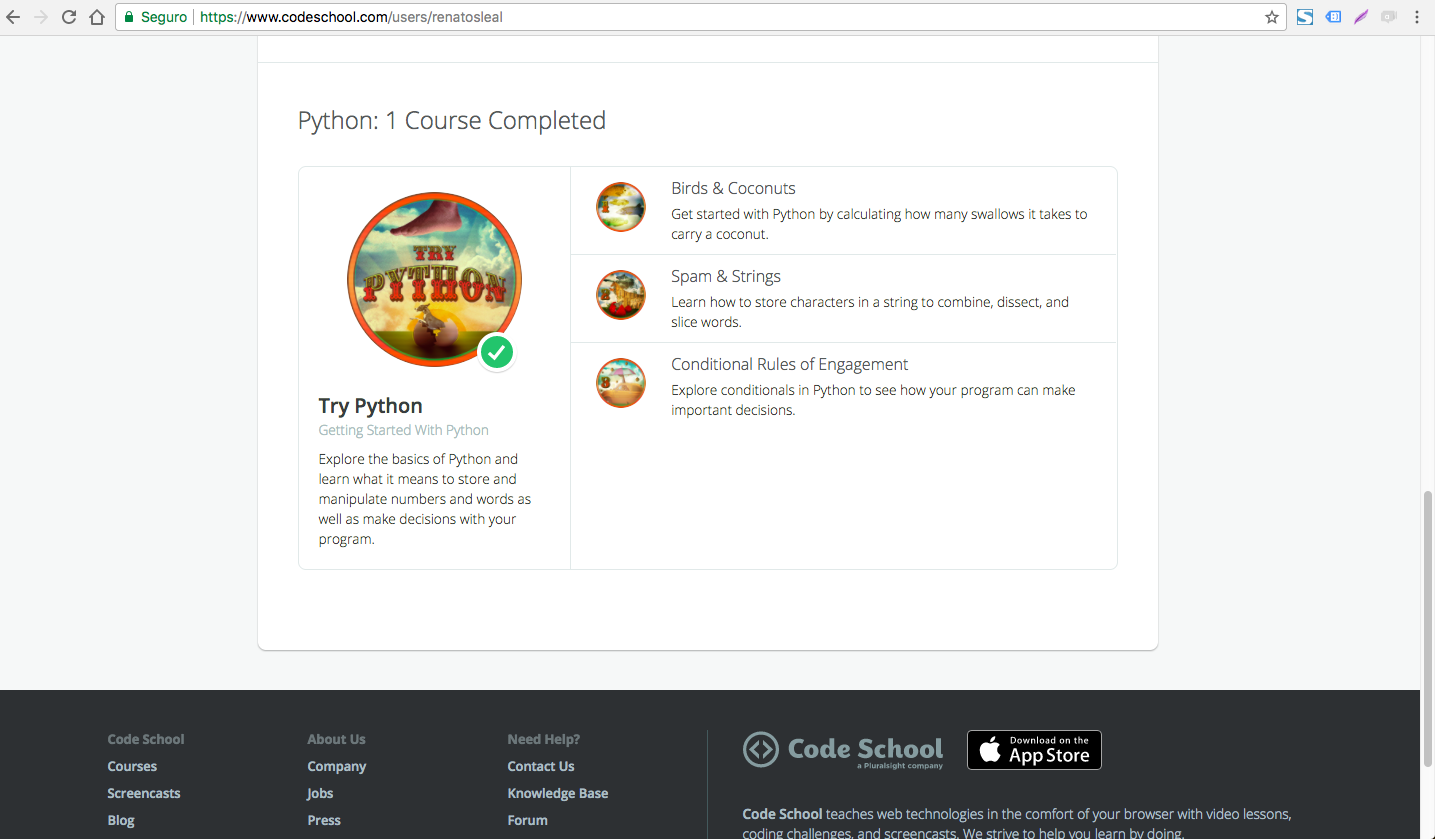 Seguro https://www.codeschool.com/users/renatosleal
Python: 1 Course Completed
TRY
PYTHON
Try Python
Getting Started With Python
Explore the basics of Python and
learn what it means to store and
manipulate numbers and words as
well as make decisions with your
program.
1
Birds & Coconuts
Get started with Python by calculating how many swallows it takes to
carry a coconut.
2
Spam & Strings
Learn how to store characters in a string to combine, dissect, and
slice words.
3
Conditional Rules of Engagement
Explore conditionals in Python to see how your program can make
important decisions.
Code School
Courses
Screencasts
Blog
About Us
Company
Jobs
Press
Need Help?
Contact Us
Knowledge Base
Forum
Code School
a Pluralsight company
Download on the
App Store
Code School teaches web technologies in the comfort of your browser with video lessons,
coding challenges, and screencasts. We strive to help you learn by doing.